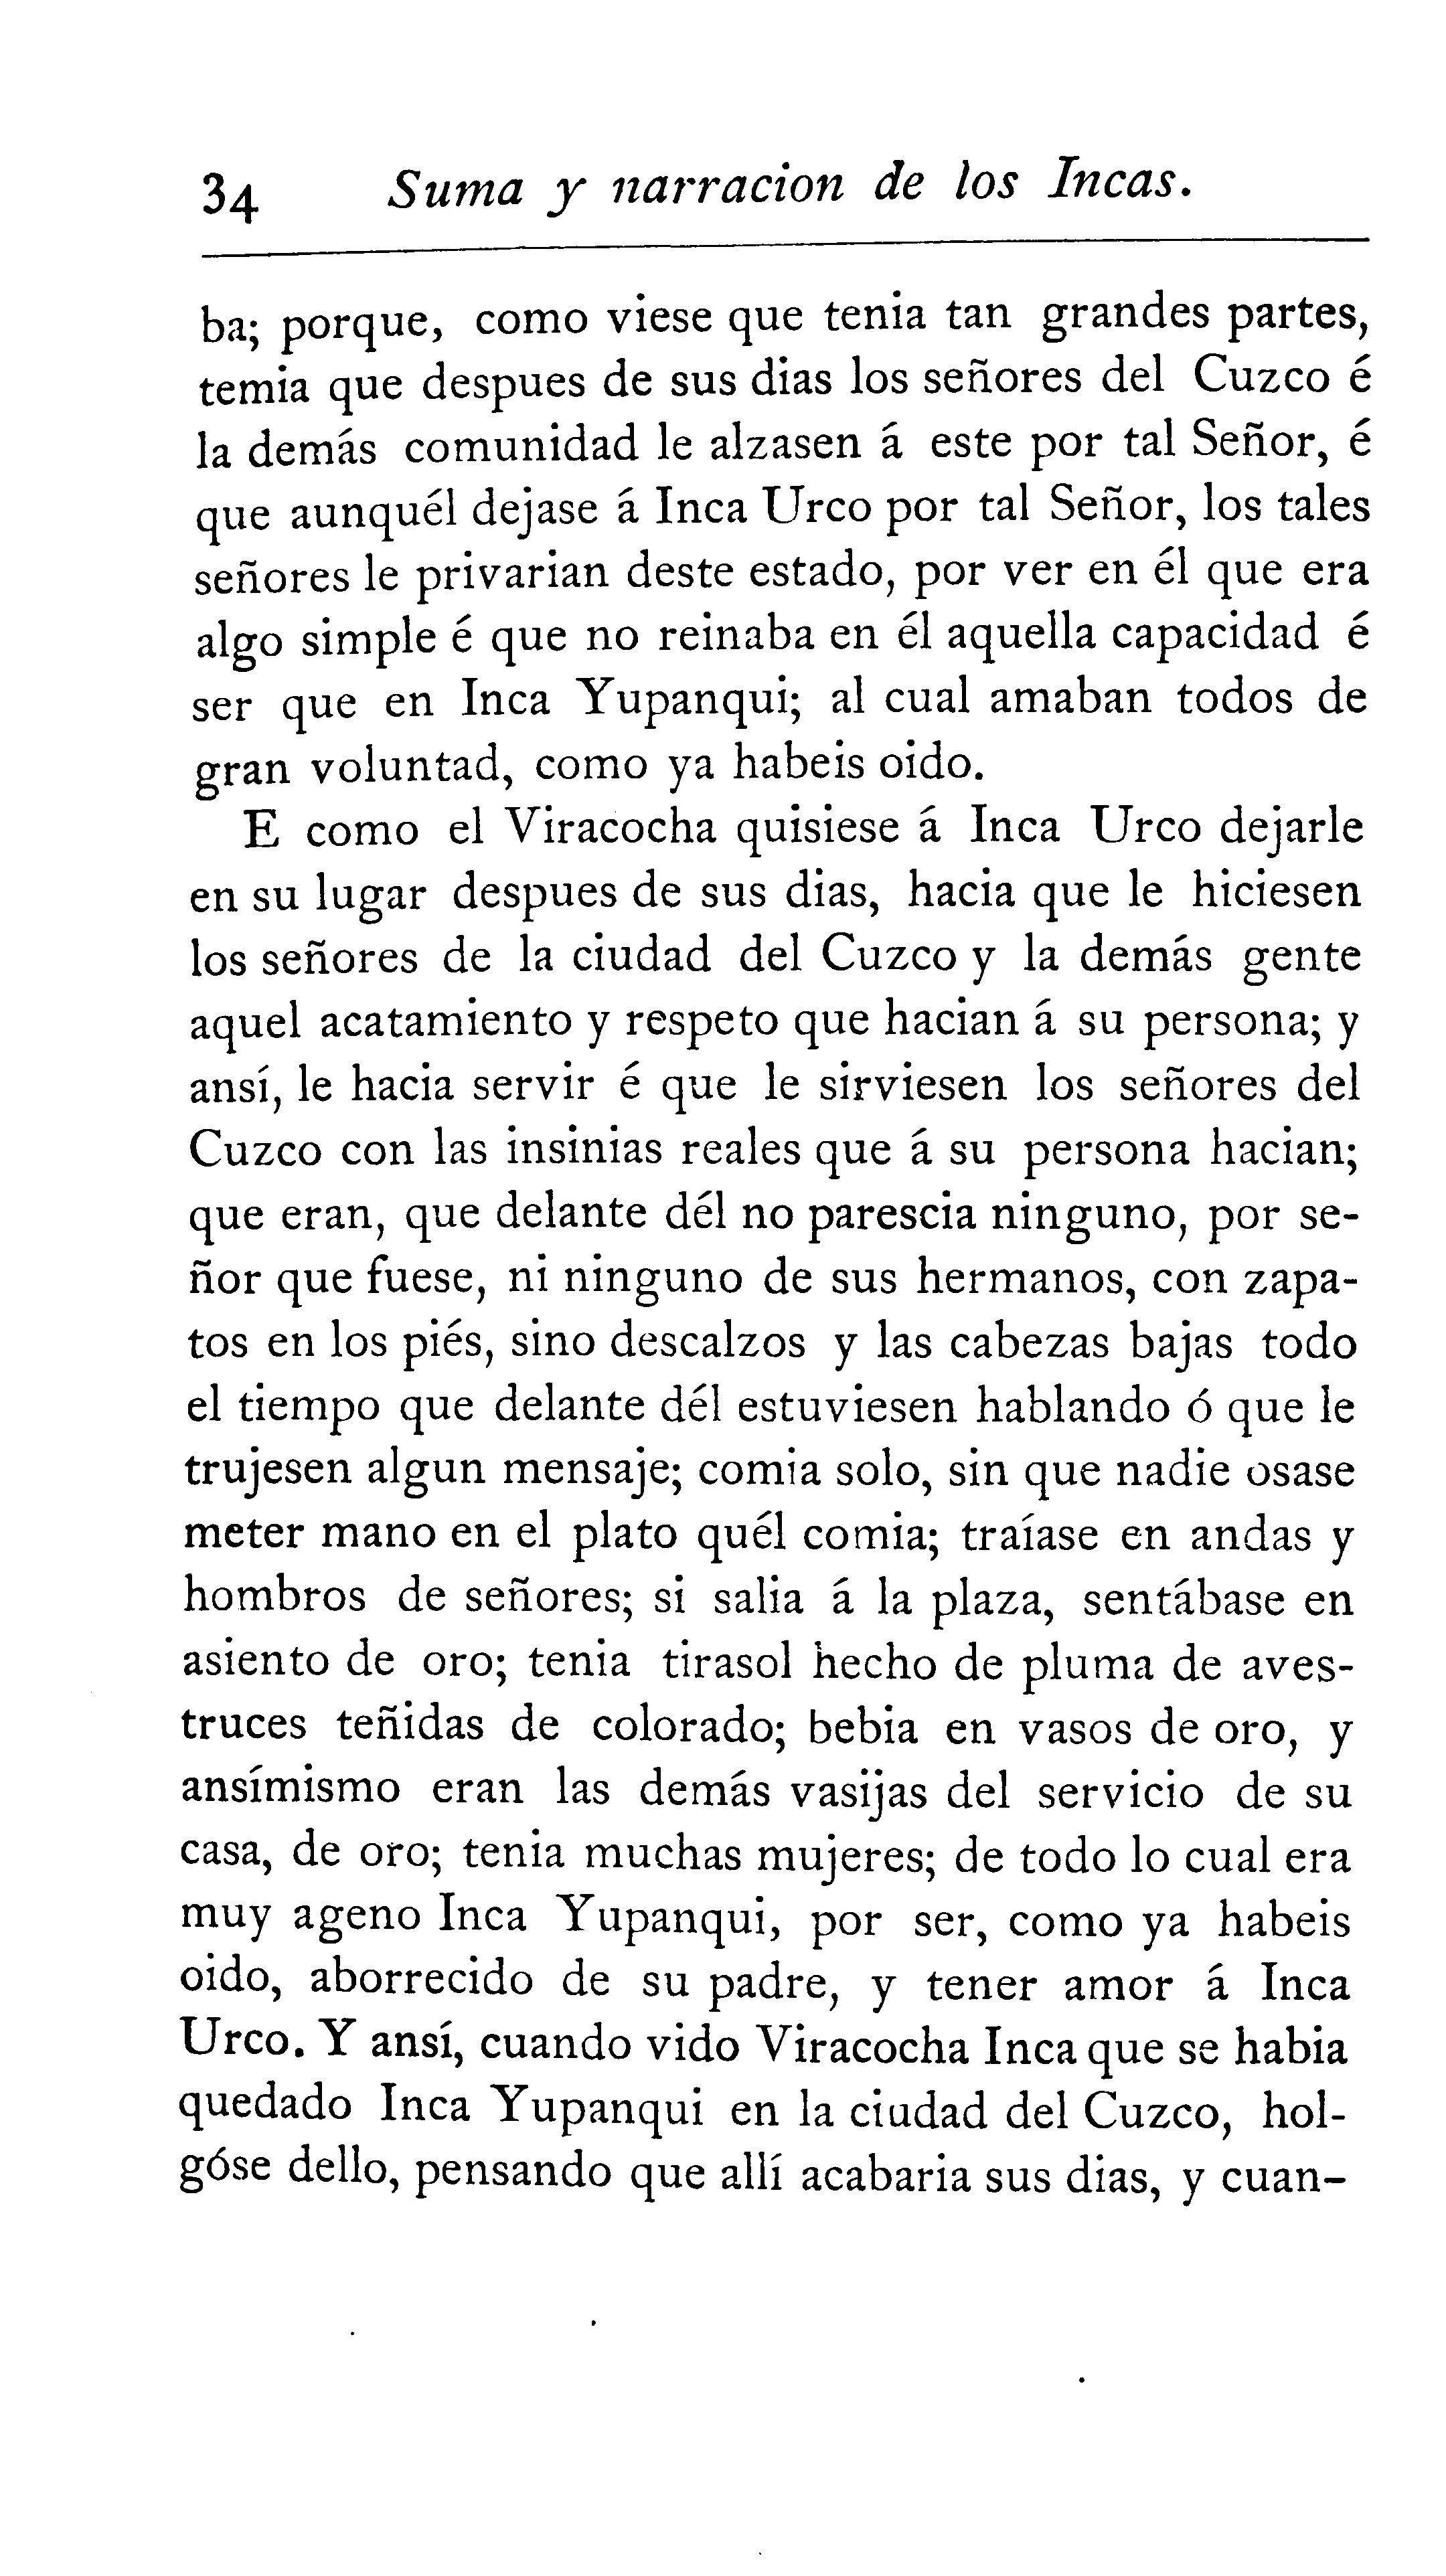 34 Suma y narracion de los Incas.
ba; porque, como viese que tenia tan grandes partes,
temia que despues de sus dias los señores del Cuzco é
la demás comunidad le alzasen á este por tal Señor, é
que aunquél dejase á Inca Urco por tal Señor, los tales
señores le privarian deste estado, por ver en él que era
algo simple é que no reinaba en él aquella capacidad é
ser que en Inca Yupanqui; al cual amaban todos de
gran voluntad, como ya habeis oido.
E como el Viracocha quisiese á Inca Urco dejarle
en su lugar despues de sus dias, hacia que le hiciesen
los señores de la ciudad del Cuzco y la demás gente
aquel acatamiento y respeto que hacian á su persona; y
ansí, le hacia servir é que le sirviesen los señores del
Cuzco con las insinias reales que á su persona hacian;
que eran, que delante dél no parescia ninguno, por se-
ñor que fuese, ni ninguno de sus hermanos, con zapa-
tos en los piés, sino descalzos y las cabezas bajas todo
el tiempo que delante dél estuviesen hablando ó que le
trujesen algun mensaje; comia solo, sin que nadie osase
meter mano en el plato quél comia; traíase en andas y
hombros de señores; si salia á la plaza, sentábase en
asiento de oro; tenia tirasol hecho de pluma de aves-
truces teñidas de colorado; bebia en vasos de oro, y
ansímismo eran las demás vasijas del servicio de su
casa, de oro; tenia muchas mujeres; de todo lo cual era
muy ageno Inca Yupanqui, por ser, como ya habeis
oido, aborrecido de su padre, y tener amor á Inca
Urco. Y ansí, cuando vido Viracocha Inca que se habia
quedado Inca Yupanqui en la ciudad del Cuzco, hol-
góse dello, pensando que allí acabaria sus dias, y cuan-